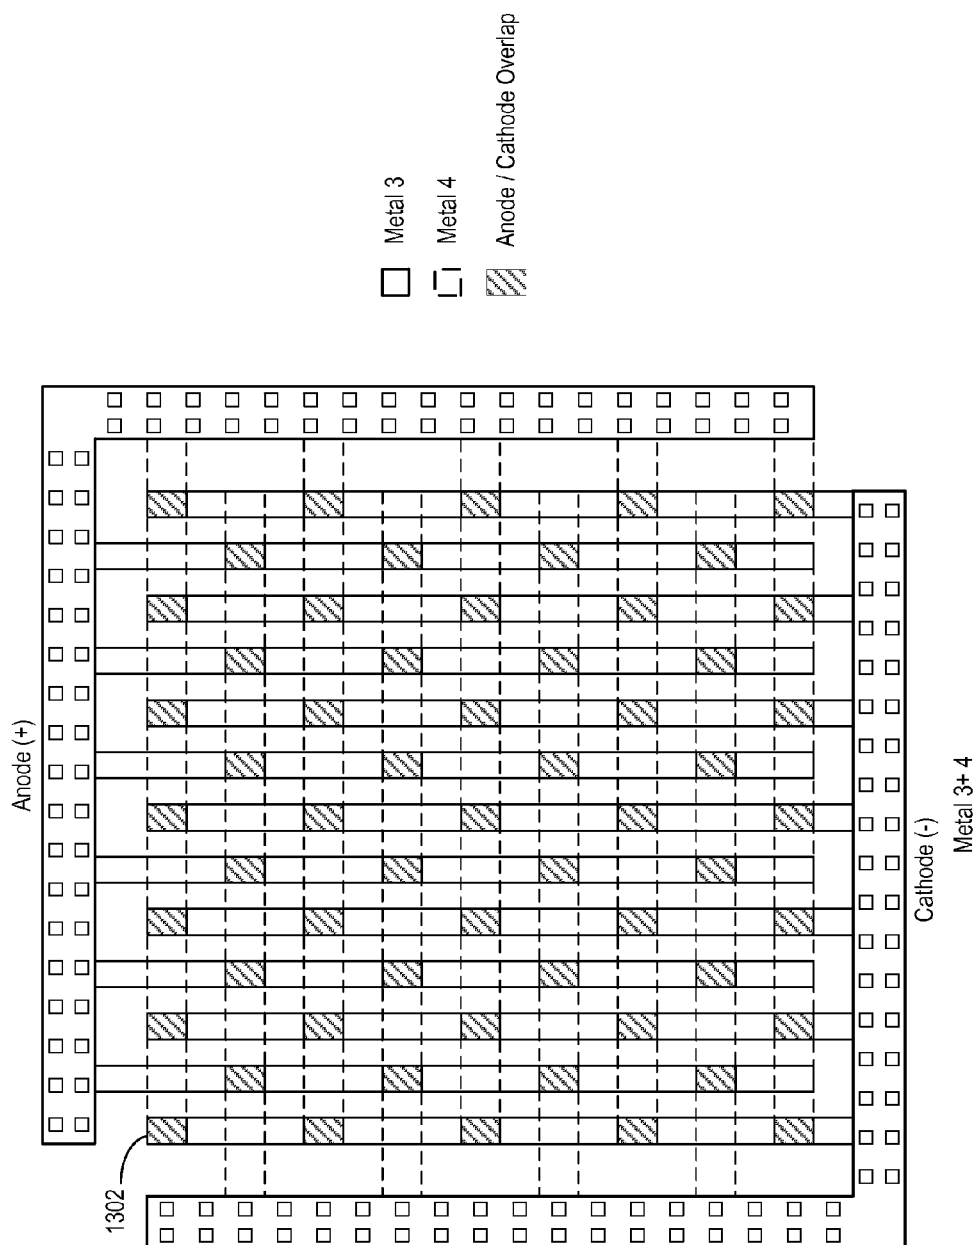 Anode (+)
1302
Cathode (-)
Metal 3+ 4
Metal 3
Metal 4
Anode / Cathode Overlap